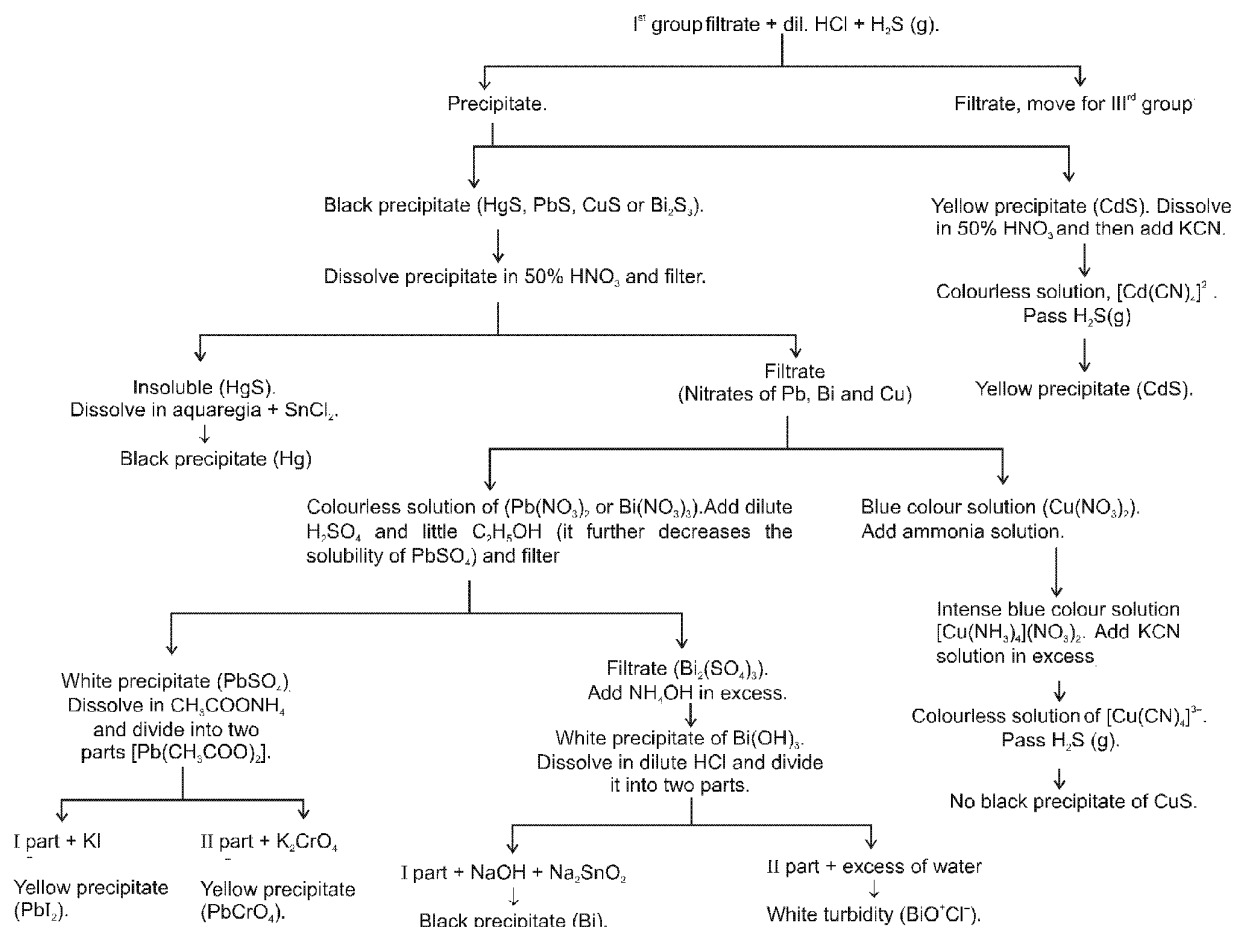 Iˢᵗ group filtrate + dil. HCl + H₂S (g).
Precipitate.
Filtrate, move for IIIʳᵈ group
Black precipitate (HgS, PbS, CuS or Bi₂S₃).
Yellow precipitate (CdS). Dissolve
in 50% HNO₃ and then add KCN.
Dissolve precipitate in 50% HNO₃ and filter.
Colourless solution, [Cd(CN)₄]² .
Pass H₂S(g)
Yellow precipitate (CdS).
Insoluble (HgS).
Dissolve in aquaregia + SnCl₂.
↓
Black precipitate (Hg)
Filtrate
(Nitrates of Pb, Bi and Cu)
Colourless solution of (Pb(NO₃)₂ or Bi(NO₃)₃).Add dilute
H₂SO₄ and little C₂H₅OH (it further decreases the
solubility of PbSO₄) and filter
Blue colour solution (Cu(NO₃)₂).
Add ammonia solution.
Intense blue colour solution
[Cu(NH₃)₄](NO₃)₂. Add KCN
solution in excess
Colourless solution of [Cu(CN)₄]³⁻.
Pass H₂S (g).
No black precipitate of CuS.
White precipitate (PbSO₄)
Dissolve in CH₃COONH₄
and divide into two
parts [Pb(CH₃COO)₂].
Filtrate (Bi₂(SO₄)₃).
Add NH₄OH in excess.
White precipitate of Bi(OH)₃.
Dissolve in dilute HCl and divide
it into two parts.
I part + KI
Yellow precipitate
(PbI₂).
II part + K₂CrO₄
Yellow precipitate
(PbCrO₄).
I part + NaOH + Na₂SnO₂
↓
Black precipitate (Bi).
II part + excess of water
↓
White turbidity (BiO⁺Cl⁻).